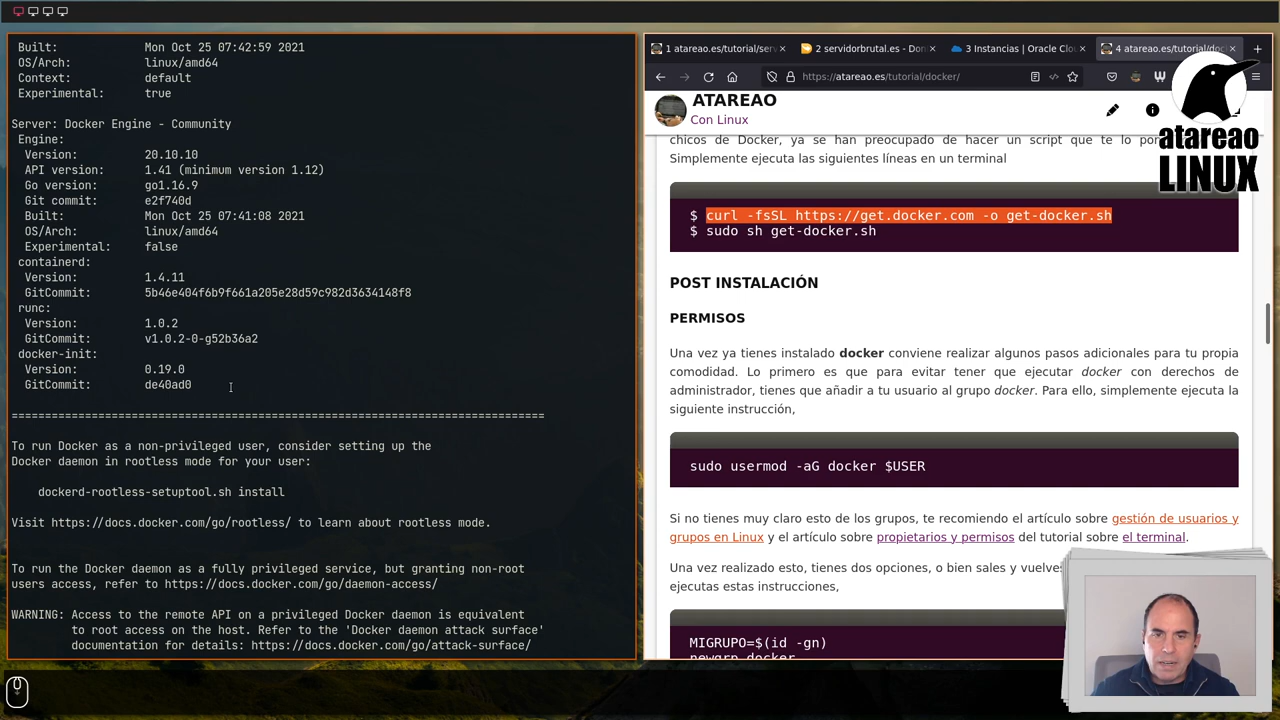 Built: Mon Oct 25 07:42:59 2021
OS/Arch: linux/amd64
Context: default
Experimental: true
Server: Docker Engine - Community
Engine:
Version: 20.10.10
API version: 1.41 (minimum version 1.12)
Go version: go1.16.9
Git commit: e2f740d
Built: Mon Oct 25 07:41:08 2021
OS/Arch: linux/amd64
Experimental: false
containerd:
Version: 1.4.11
GitCommit: 5b46e404f6b9f661a205e28d59c982d3634148f8
runc:
Version: 1.0.2
GitCommit: v1.0.2-0-g52b36a2
docker-init:
Version: 0.19.0
GitCommit: de40ad0
================================================================================
To run Docker as a non-privileged user, consider setting up the
Docker daemon in rootless mode for your user:
dockerd-rootless-setuptool.sh install
Visit https://docs.docker.com/go/rootless/ to learn about rootless mode.
To run the Docker daemon as a fully privileged service, but granting non-root
users access, refer to https://docs.docker.com/go/daemon-access/
WARNING: Access to the remote API on a privileged Docker daemon is equivalent
to root access on the host. Refer to the 'Docker daemon attack surface'
documentation for details: https://docs.docker.com/go/attack-surface/
1 atareao.es/tutorial/ser
2 servidorbrutal.es - Don
3 Instancias | Oracle Clo
4 atareao.es/tutorial/doc
https://atareao.es/tutorial/docker/
ATAREAO
Con Linux
atareao
LINUX
chicos de Docker, ya se han preocupado de hacer un script que te lo
Simplemente ejecuta las siguientes líneas en un terminal
$ curl -fsSL https://get.docker.com -o get-docker.sh
$ sudo sh get-docker.sh
POST INSTALACIÓN
PERMISOS
Una vez ya tienes instalado docker conviene realizar algunos pasos adicionales para tu propia
comodidad. Lo primero es que para evitar tener que ejecutar docker con derechos de
administrador, tienes que añadir a tu usuario al grupo docker. Para ello, simplemente ejecuta la
siguiente instrucción,
sudo usermod -aG docker $USER
Si no tienes muy claro esto de los grupos, te recomiendo el artículo sobre gestión de usuarios y
grupos en Linux y el artículo sobre propietarios y permisos del tutorial sobre el terminal.
Una vez realizado esto, tienes dos opciones, o bien sales y vuelves
ejecutas estas instrucciones,
MIGRUPO=$(id -gn)
newgrp docker